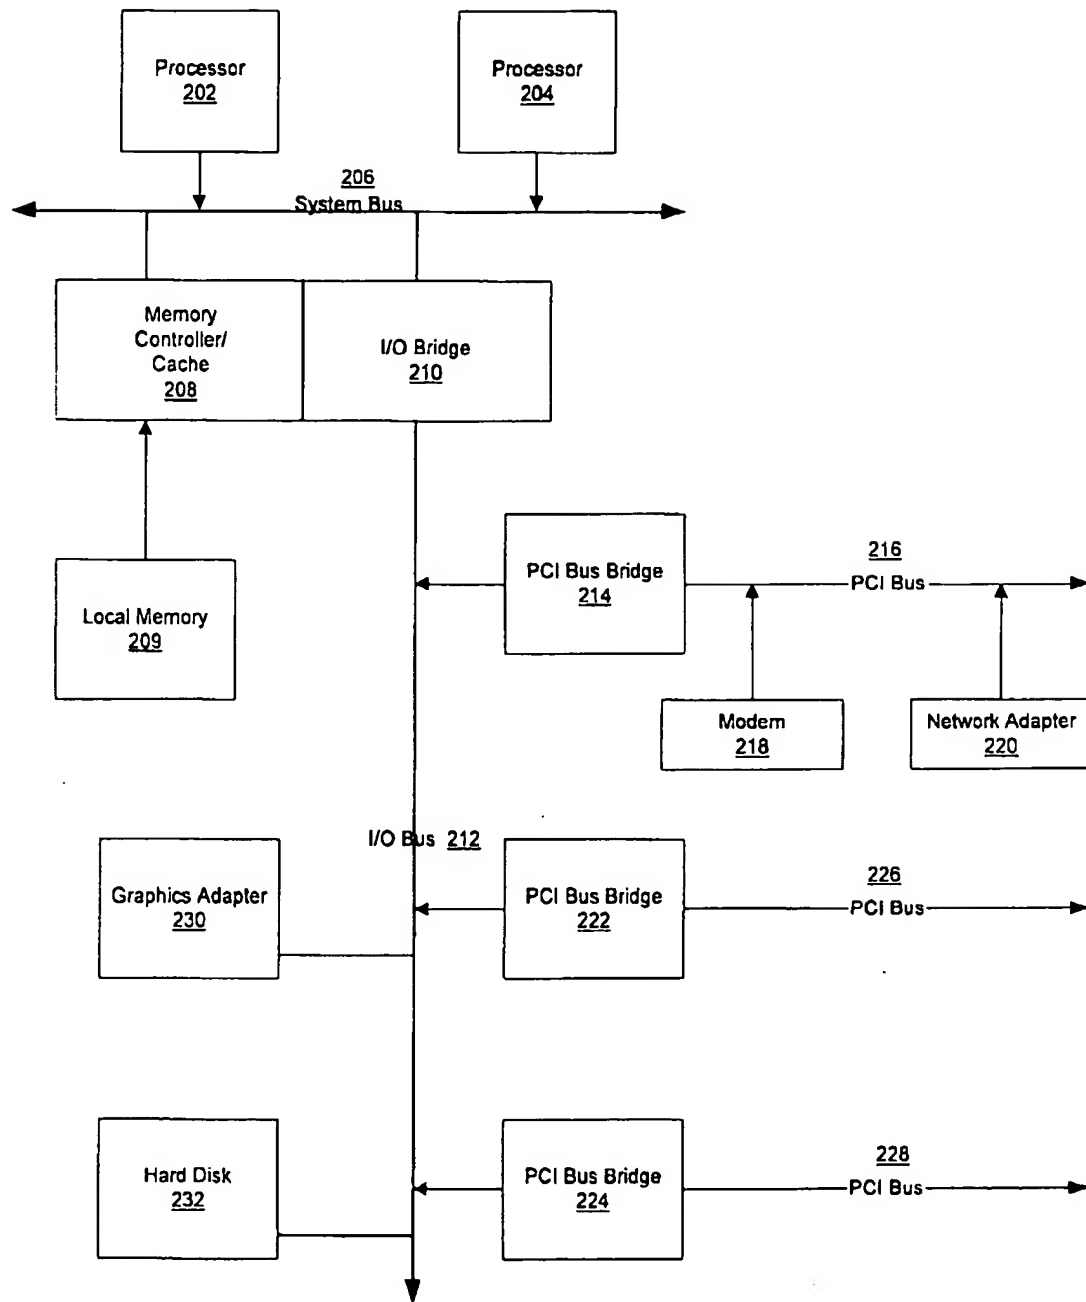 Processor
202
Processor
204
206
System Bus
Memory
Controller/
Cache
208
I/O Bridge
210
PCI Bus Bridge
214
216
PCI Bus
Local Memory
209
Modem
218
Network Adapter
220
I/O Bus 212
Graphics Adapter
230
PCI Bus Bridge
222
226
PCI Bus
Hard Disk
232
PCI Bus Bridge
224
228
PCI Bus